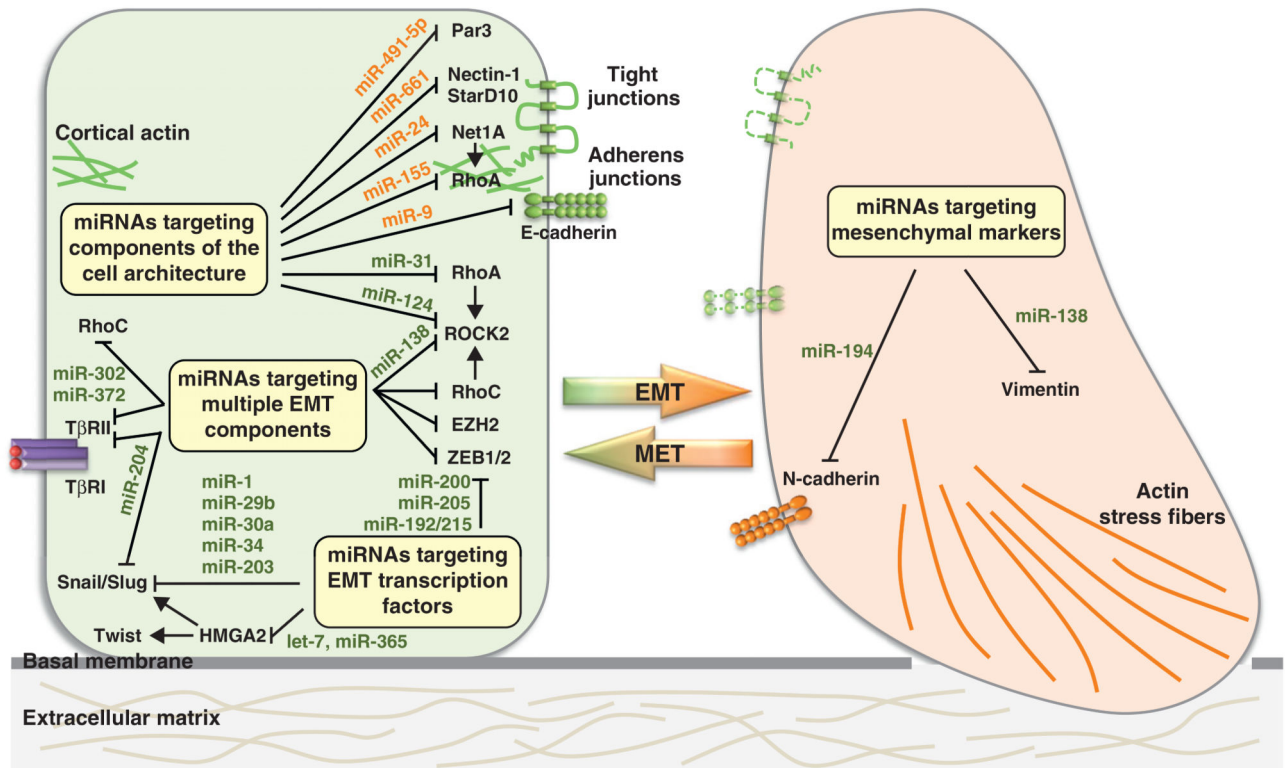 miR-491-5p
Par3
miR-661
Nectin-1
StarD10
Tight
junctions
Cortical actin
miR-24
Net1A
Adherens
junctions
miR-155
RhoA
miRNAs targeting
components of the
cell architecture
miR-9
E-cadherin
miR-31
RhoA
miR-124
ROCK2
RhoC
miR-138
miR-302
miR-372
miRNAs targeting
multiple EMT
components
RhoC
TβRII
EZH2
ZEB1/2
miR-204
TβRI
miR-1
miR-29b
miR-30a
miR-34
miR-203
miR-200
miR-205
miR-192/215
miRNAs targeting
EMT transcription
factors
Snail/Slug
Twist
HMGA2
let-7, miR-365
Basal membrane
Extracellular matrix
EMT
MET
miRNAs targeting
mesenchymal markers
miR-194
miR-138
Vimentin
N-cadherin
Actin
stress fibers